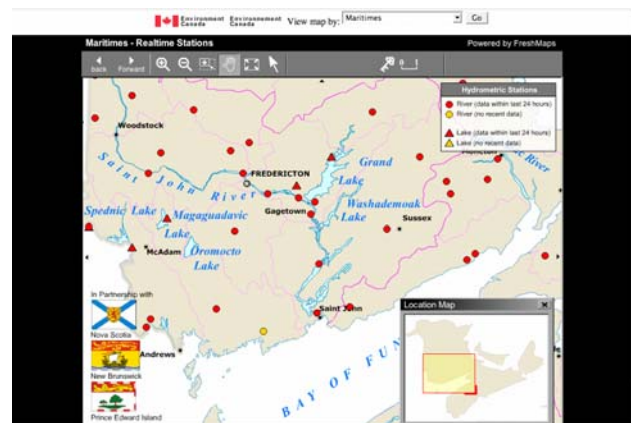 Environment Canada
Environnement Canada
View map by: Maritimes
Go
Maritimes - Realtime Stations
Powered by FreshMaps
back
Forward
Hydrometric Stations
River (data within last 24 hours)
River (no recent data)
Lake (data within last 24 hours)
Lake (no recent data)
Woodstock
Saint John River
FREDERICTON
Grand
Lake
Gagetown
Washademoak
Lake
Sussex
Spednic Lake
Magaguadavic
Lake
McAdam
Oromocto
Lake
In Partnership with
Nova Scotia
Saint John
Andrews
New Brunswick
Prince Edward Island
BAY OF FUN
Location Map